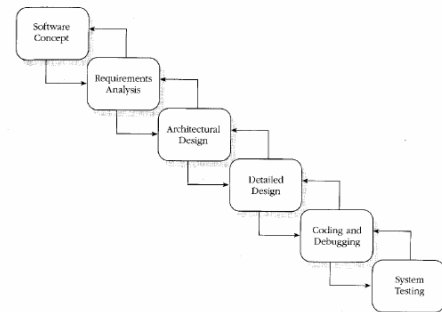 Software
Concept
Requirements
Analysis
Architectural
Design
Detailed
Design
Coding and
Debugging
System
Testing